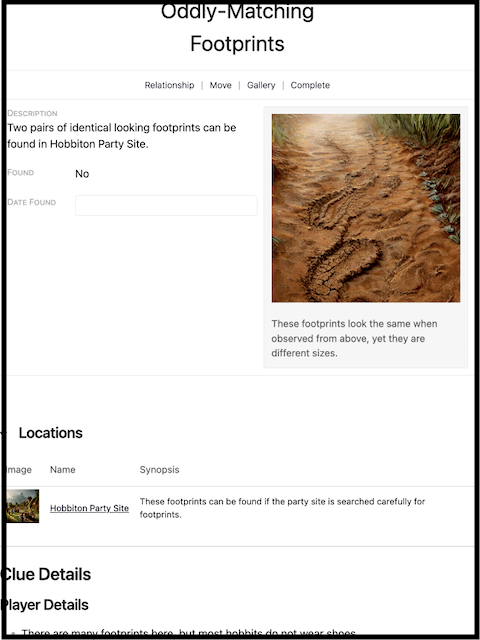 Oddly-Matching
Footprints
Relationship | Move | Gallery | Complete
Description
Two pairs of identical looking footprints can be
found in Hobbiton Party Site.
Found No
Date Found
These footprints look the same when
observed from above, yet they are
different sizes.
Locations
Image Name Synopsis
Hobbiton Party Site
These footprints can be found if the party site is searched carefully for
footprints.
Clue Details
Player Details
There are many footprints here, but most hobbits do not wear shoes